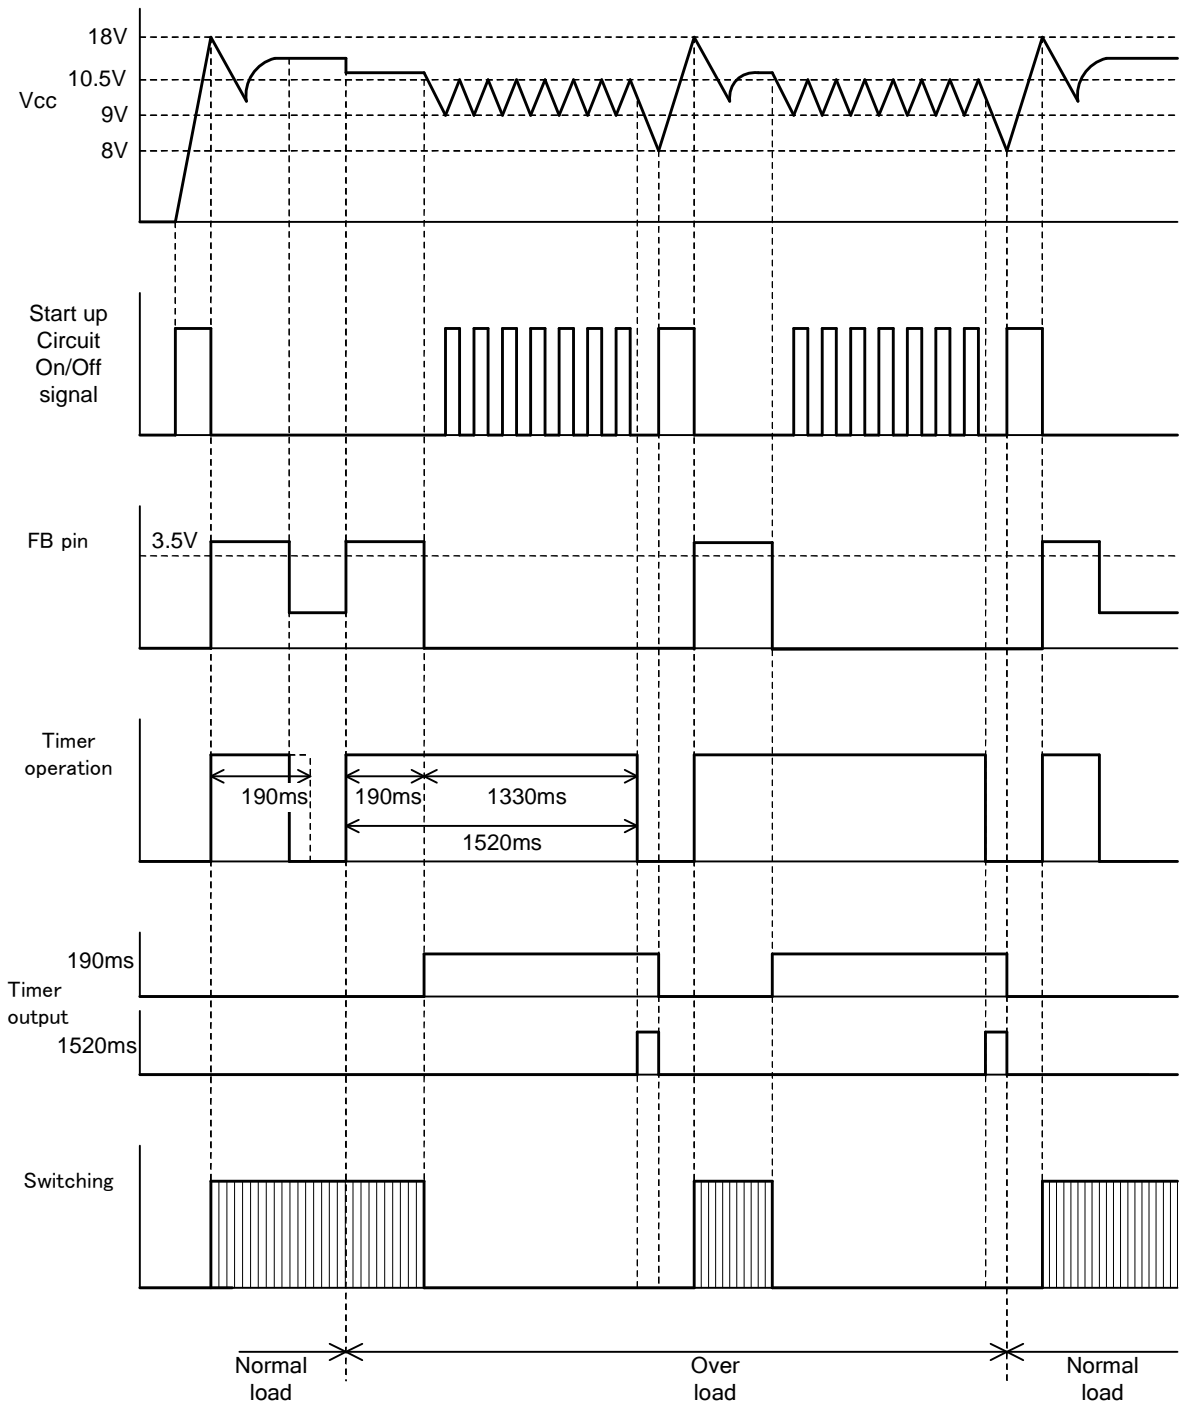 18V
10.5V
Vcc
9V
8V
Start up
Circuit
On/Off
signal
FB pin
3.5V
Timer
operation
190ms
190ms
1330ms
1520ms
190ms
Timer
output
1520ms
Switching
Normal
load
Over
load
Normal
load